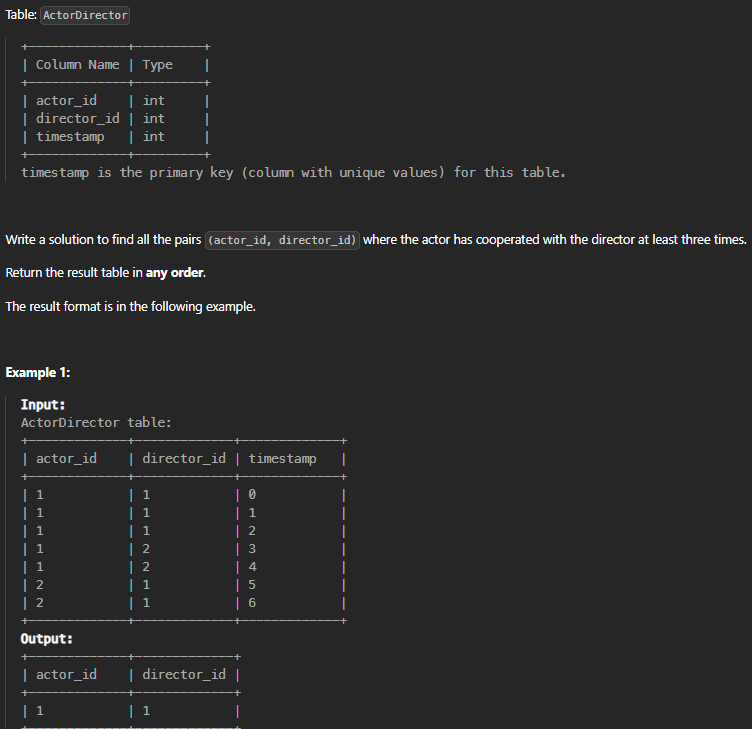 Table: ActorDirector
+-------------+---------+
| Column Name | Type    |
+-------------+---------+
| actor_id    | int     |
| director_id | int     |
| timestamp   | int     |
+-------------+---------+
timestamp is the primary key (column with unique values) for this table.
Write a solution to find all the pairs (actor_id, director_id) where the actor has cooperated with the director at least three times.
Return the result table in any order.
The result format is in the following example.
Example 1:
Input:
ActorDirector table:
+-------------+-------------+-------------+
| actor_id    | director_id | timestamp   |
+-------------+-------------+-------------+
| 1           | 1           | 0           |
| 1           | 1           | 1           |
| 1           | 1           | 2           |
| 1           | 2           | 3           |
| 1           | 2           | 4           |
| 2           | 1           | 5           |
| 2           | 1           | 6           |
+-------------+-------------+-------------+
Output:
+-------------+-------------+
| actor_id    | director_id |
+-------------+-------------+
| 1           | 1           |
+-------------+-------------+